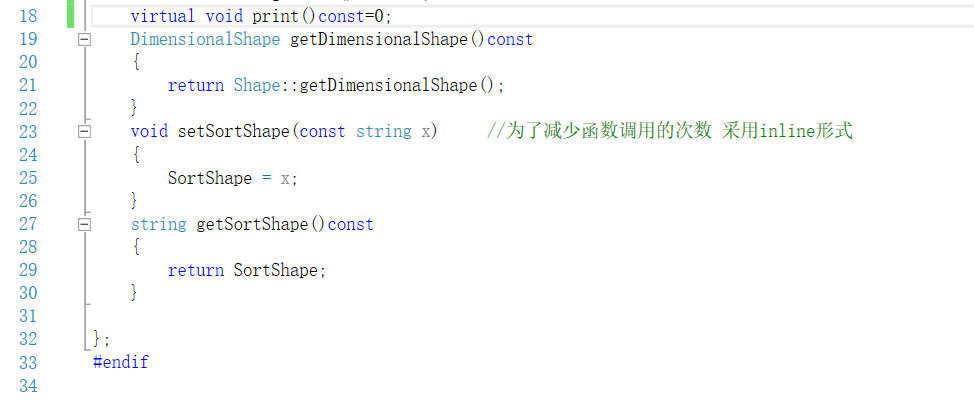 18 virtual void print()const=0;
19 DimensionalShape getDimensionalShape()const
20 {
21 return Shape::getDimensionalShape();
22 }
23 void setSortShape(const string x) //为了减少函数调用的次数 采用inline形式
24 {
25 SortShape = x;
26 }
27 string getSortShape()const
28 {
29 return SortShape;
30 }
31
32 };
33 #endif
34